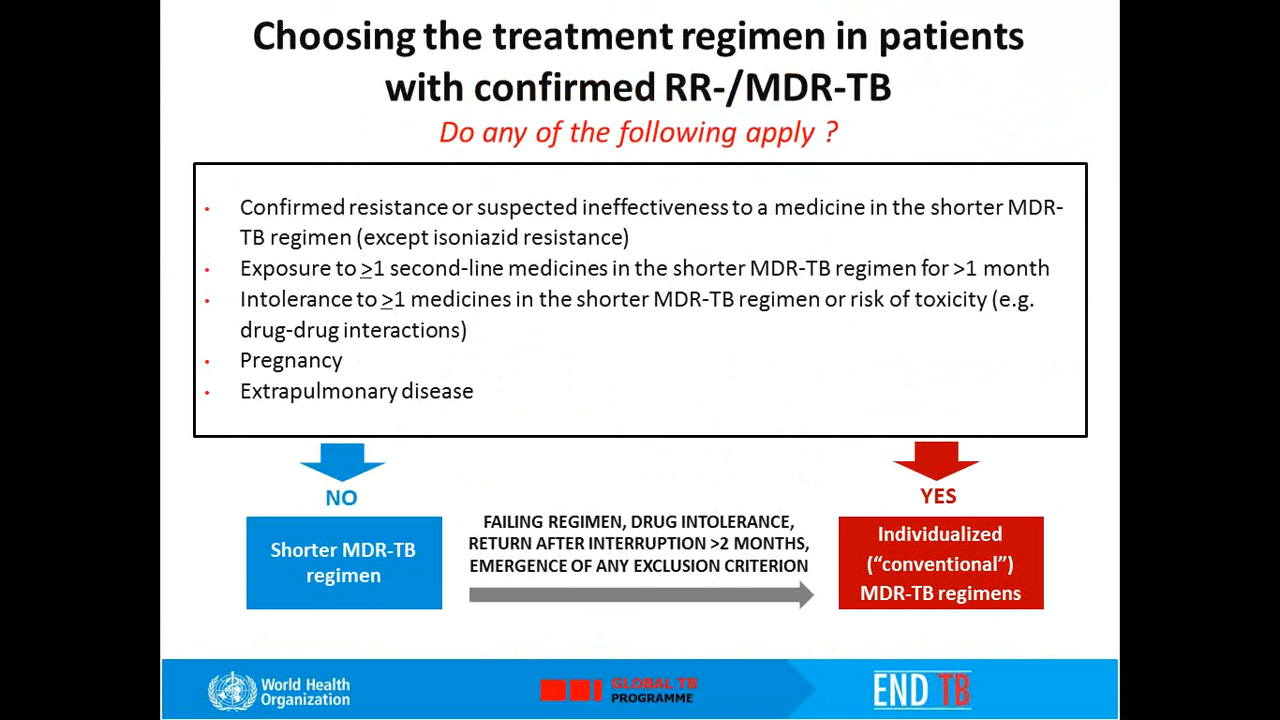 Choosing the treatment regimen in patients
with confirmed RR-/MDR-TB
Do any of the following apply ?
• Confirmed resistance or suspected ineffectiveness to a medicine in the shorter MDR-
TB regimen (except isoniazid resistance)
• Exposure to >1 second-line medicines in the shorter MDR-TB regimen for >1 month
• Intolerance to >1 medicines in the shorter MDR-TB regimen or risk of toxicity (e.g.
drug-drug interactions)
• Pregnancy
• Extrapulmonary disease
NO
Shorter MDR-TB
regimen
FAILING REGIMEN, DRUG INTOLERANCE,
RETURN AFTER INTERRUPTION >2 MONTHS,
EMERGENCE OF ANY EXCLUSION CRITERION
YES
Individualized
(“conventional”)
MDR-TB regimens
World Health
Organization
GLOBAL TB
PROGRAMME
END TB